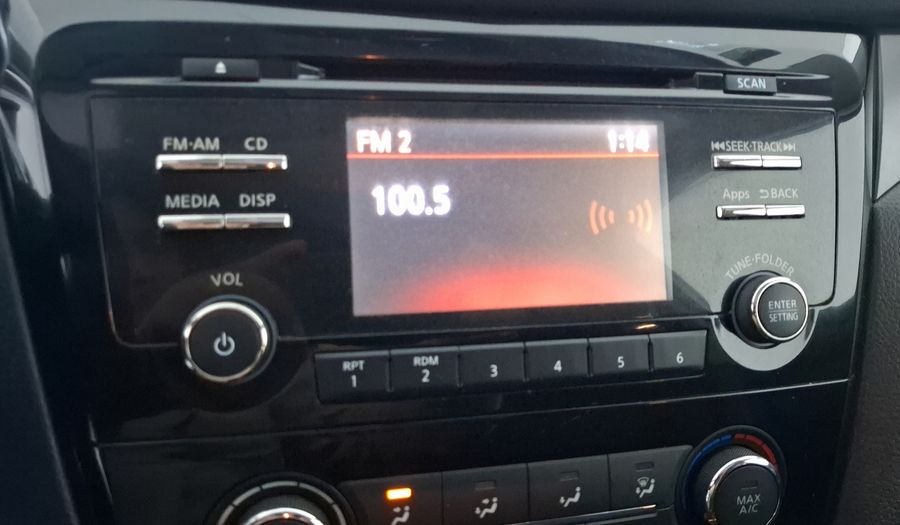 SCAN
FM·AM CD
FM 2 1:14
SEEK·TRACK
MEDIA DISP
100.5
Apps BACK
VOL
TUNE·FOLDER
ENTER
SETTING
RPT RDM
1 2 3 4 5 6
MAX
A/C